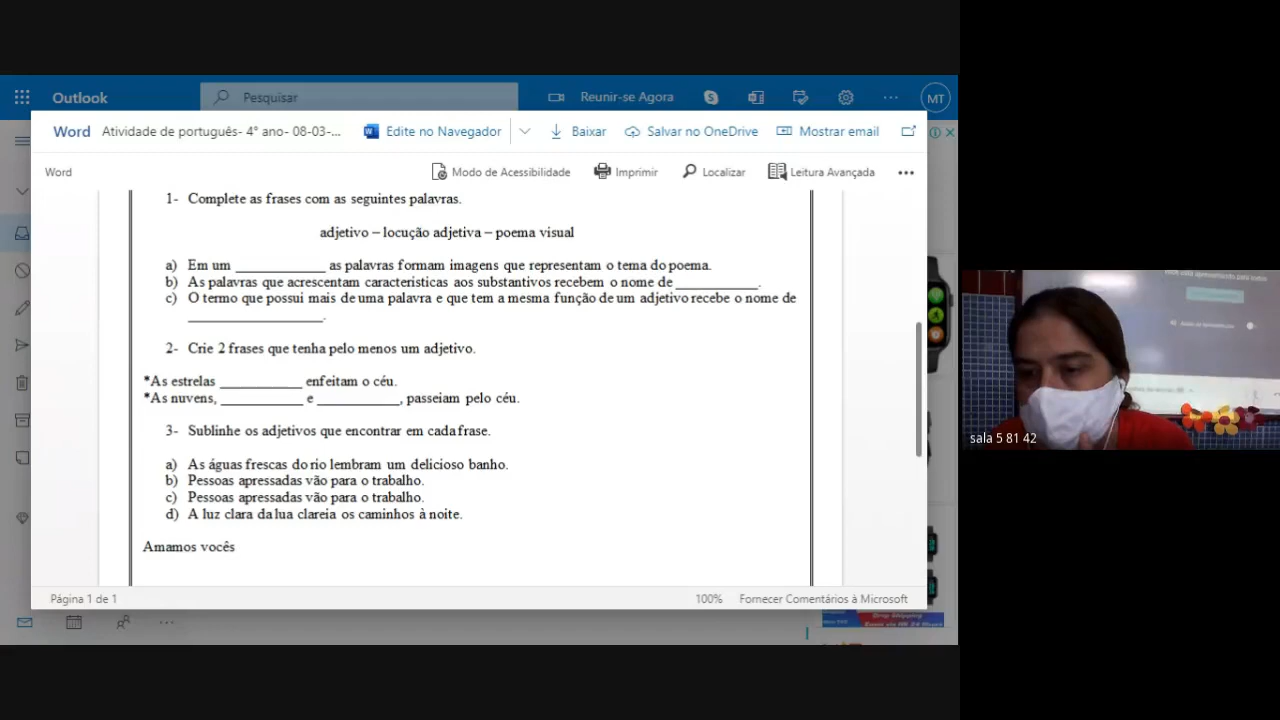 Outlook
Pesquisar
Reunir-se Agora
MT
Word Atividade de português- 4° ano- 08-03-...
Edite no Navegador
Baixar
Salvar no OneDrive
Mostrar email
Word
Modo de Acessibilidade
Imprimir
Localizar
Leitura Avançada
1- Complete as frases com as seguintes palavras.
adjetivo – locução adjetiva – poema visual
a) Em um ____________ as palavras formam imagens que representam o tema do poema.
b) As palavras que acrescentam características aos substantivos recebem o nome de ___________.
c) O termo que possui mais de uma palavra e que tem a mesma função de um adjetivo recebe o nome de
__________________.
2- Crie 2 frases que tenha pelo menos um adjetivo.
*As estrelas ___________ enfeitam o céu.
*As nuvens, ___________ e ___________, passeiam pelo céu.
3- Sublinhe os adjetivos que encontrar em cada frase.
a) As águas frescas do rio lembram um delicioso banho.
b) Pessoas apressadas vão para o trabalho.
c) Pessoas apressadas vão para o trabalho.
d) A luz clara da lua clareia os caminhos à noite.
Amamos vocês
Página 1 de 1
100%
Fornecer Comentários à Microsoft
sala 5 81 42